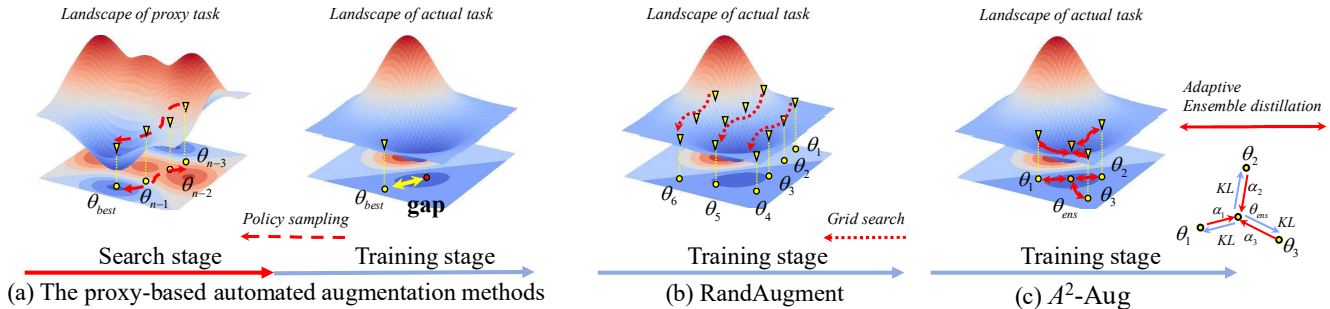 Landscape of proxy task
Landscape of actual task
θn−3
θn−2
θn−1
θbest
θbest
gap
Policy sampling
Search stage
Training stage
(a) The proxy-based automated augmentation methods
Landscape of actual task
θ1
θ2
θ3
θ4
θ5
θ6
Grid search
Training stage
(b) RandAugment
Landscape of actual task
θ1
θ2
θ3
θens
Training stage
(c) A²-Aug
Adaptive
Ensemble distillation
θ2
KL
α2
α1
θens
KL
θ1
KL
α3
θ3